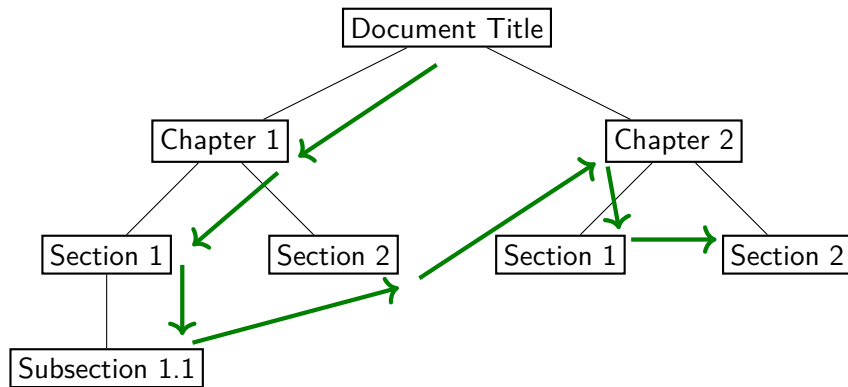 Document Title
Chapter 1
Chapter 2
Section 1
Section 2
Section 1
Section 2
Subsection 1.1